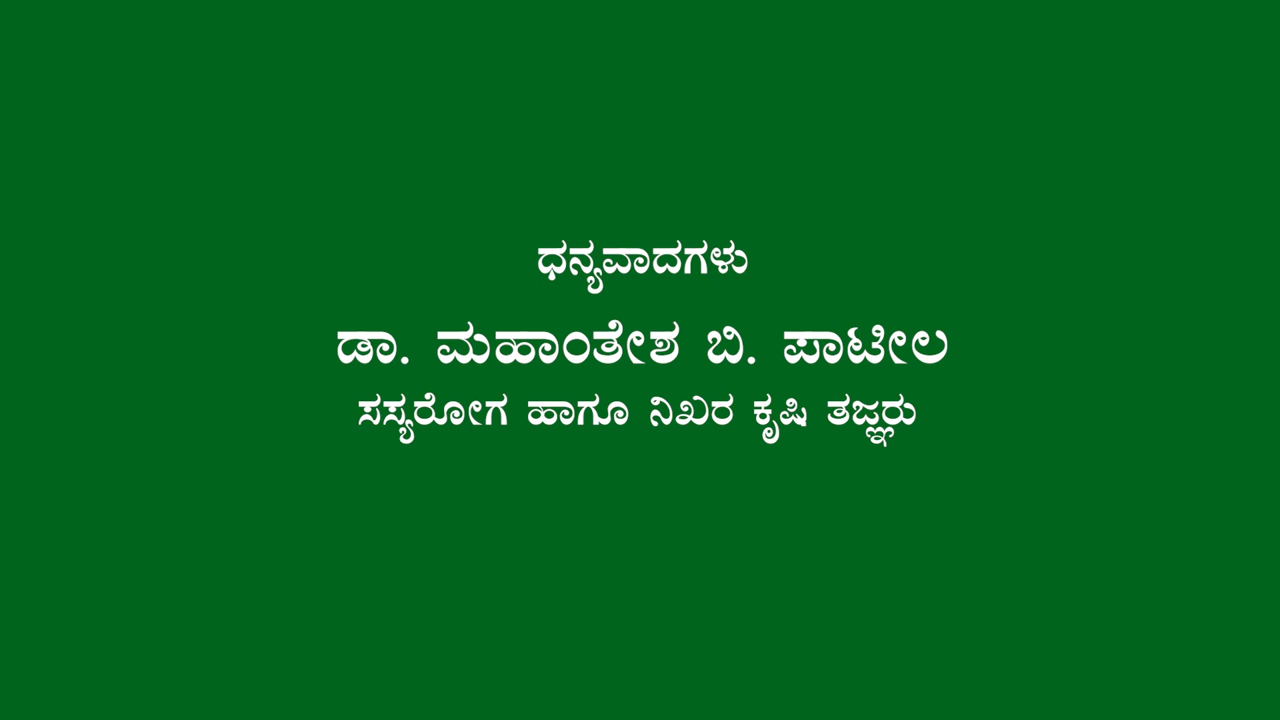 ಧನ್ಯವಾದಗಳು
ಡಾ. ಮಹಾಂತೇಶ ಬಿ. ಪಾಟೀಲ
ಸಸ್ಯರೋಗ ಹಾಗೂ ನಿಖರ ಕೃಷಿ ತಜ್ಞರು